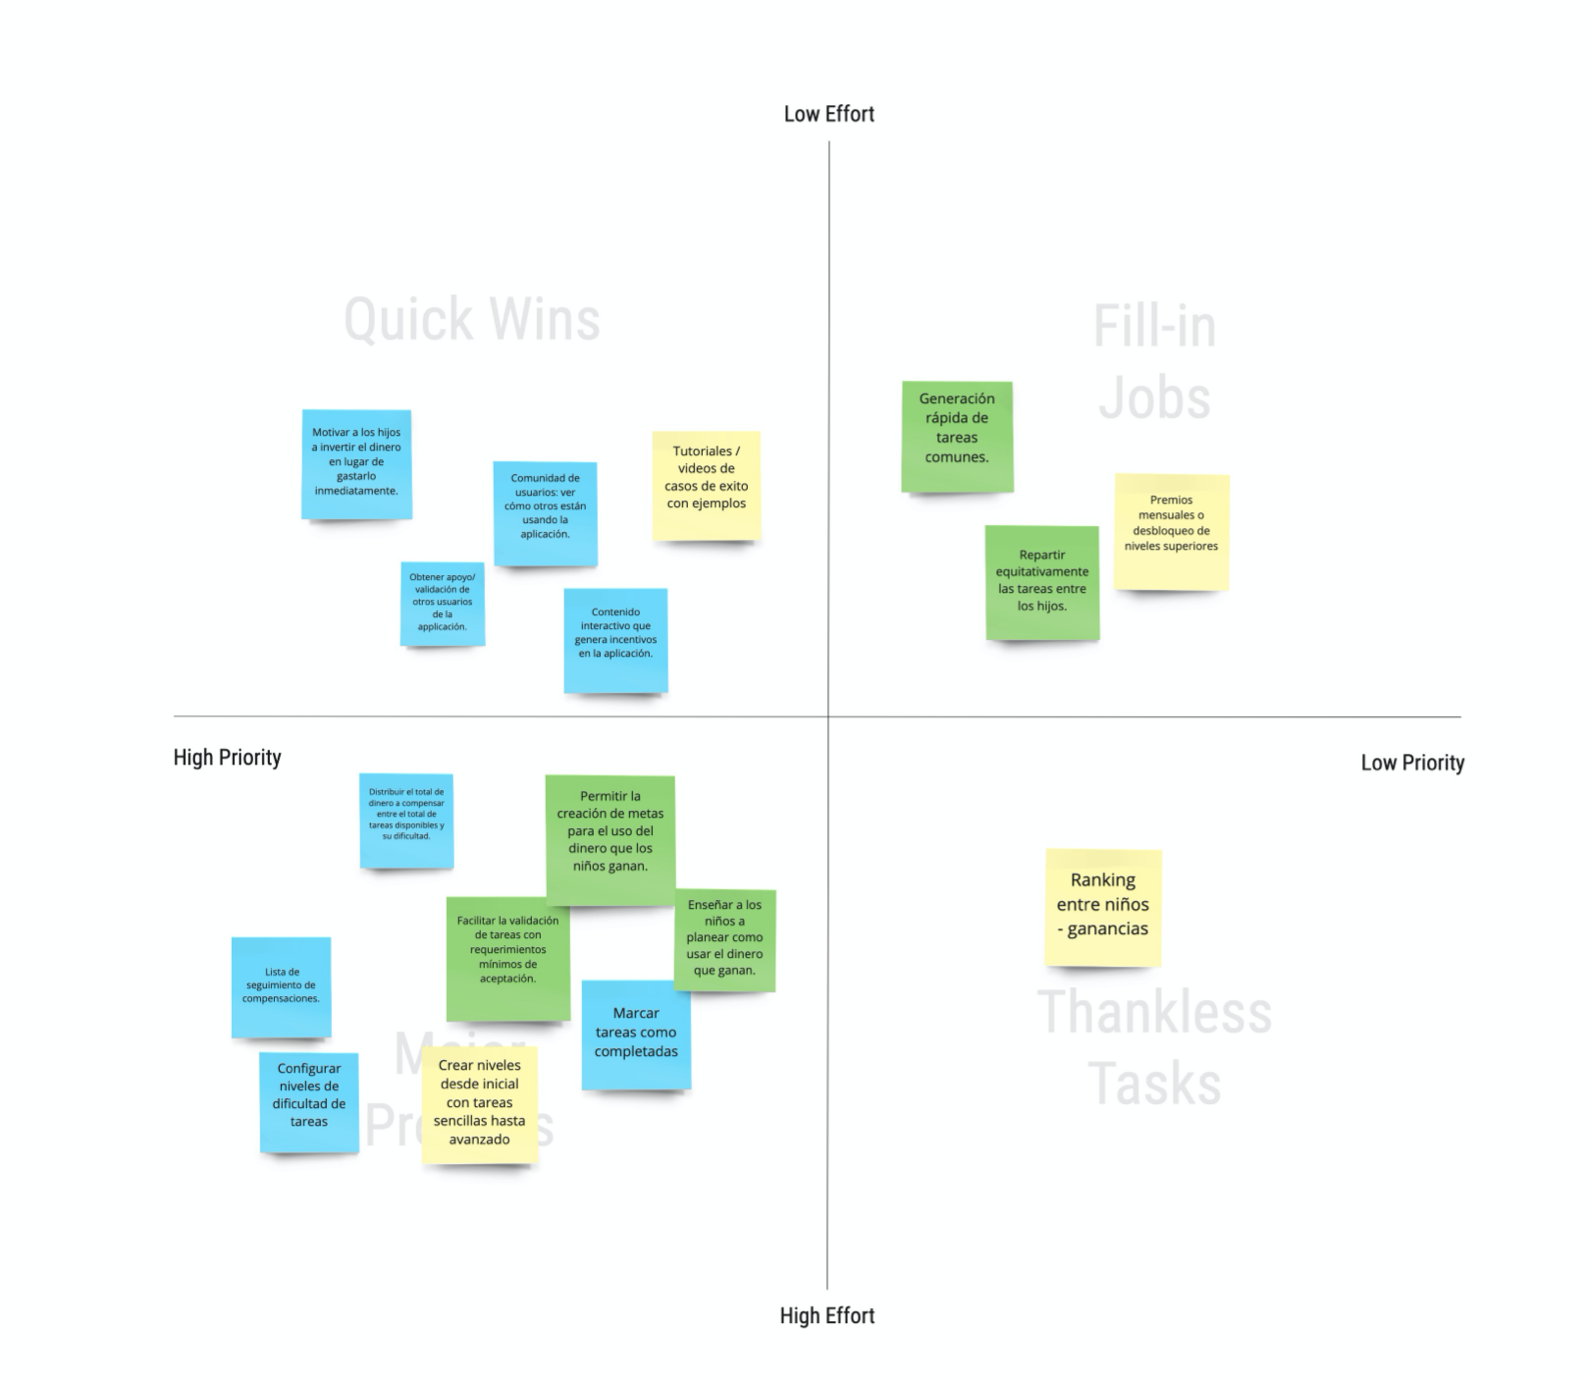 Low Effort
Quick Wins
Fill-in
Jobs
Motivar a los hijos
a invertir el dinero
en lugar de
gastarlo
inmediatamente.
Comunidad de
usuarios: ver
cómo otros están
usando la
aplicación.
Tutoriales /
videos de
casos de exito
con ejemplos
Obtener apoyo/
validación de
otros usuarios
de la
applicación.
Contenido
interactivo que
genera incentivos
en la aplicación.
Generación
rápida de
tareas
comunes.
Premios
mensuales o
desbloqueo de
niveles superiores
Repartir
equitativamente
las tareas entre
los hijos.
High Priority
Low Priority
Distribuir el total de
dinero a compensar
entre el total de
tareas disponibles y
su dificultad.
Permitir la
creación de metas
para el uso del
dinero que los
niños ganan.
Facilitar la validación
de tareas con
requerimientos
mínimos de
aceptación.
Enseñar a los
niños a
planear como
usar el dinero
que ganan.
Lista de
seguimiento de
compensaciones.
Marcar
tareas como
completadas
Configurar
niveles de
dificultad de
tareas
Crear niveles
desde inicial
con tareas
sencillas hasta
avanzado
Ranking
entre niños
- ganancias
Thankless
Tasks
High Effort